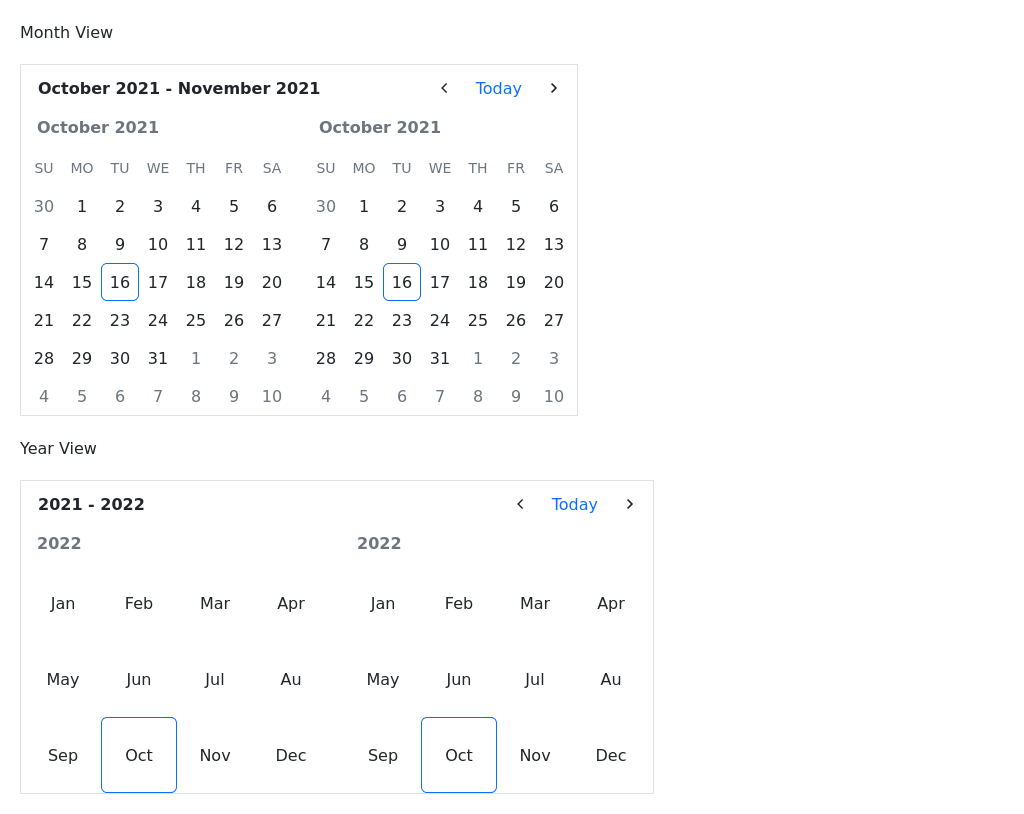 Month View
October 2021 - November 2021 Today
October 2021 October 2021
SU MO TU WE TH FR SA SU MO TU WE TH FR SA
30 1 2 3 4 5 6 30 1 2 3 4 5 6
7 8 9 10 11 12 13 7 8 9 10 11 12 13
14 15 16 17 18 19 20 14 15 16 17 18 19 20
21 22 23 24 25 26 27 21 22 23 24 25 26 27
28 29 30 31 1 2 3 28 29 30 31 1 2 3
4 5 6 7 8 9 10 4 5 6 7 8 9 10
Year View
2021 - 2022 Today
2022 2022
Jan Feb Mar Apr Jan Feb Mar Apr
May Jun Jul Au May Jun Jul Au
Sep Oct Nov Dec Sep Oct Nov Dec